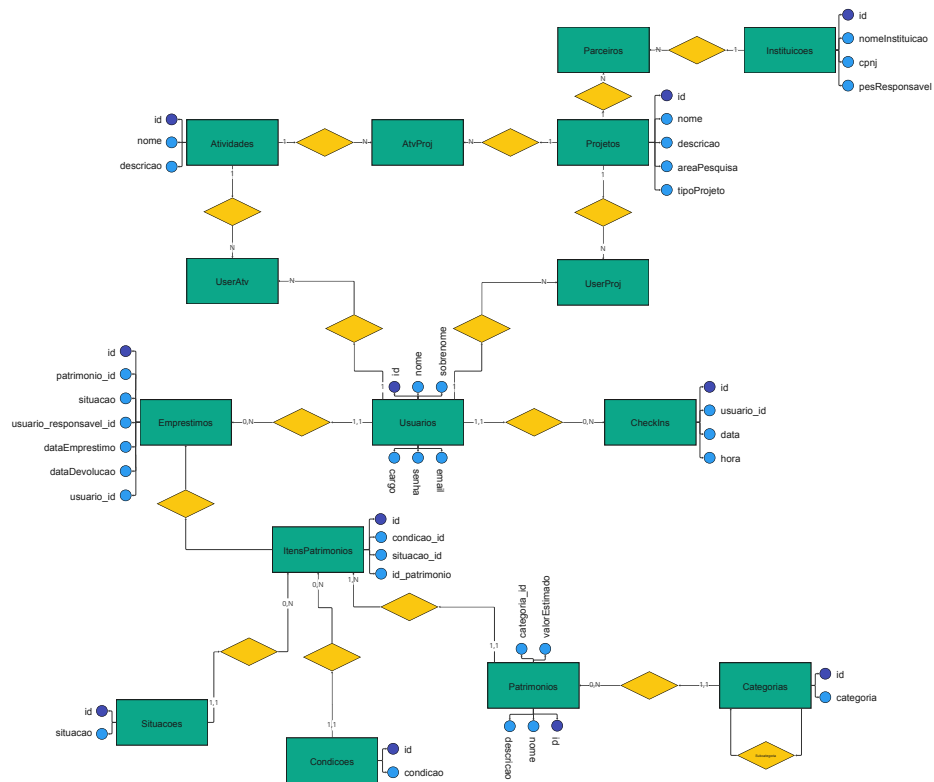 id
Parceiros
N
1
Instituicoes
nomeInstituicao
cpnj
pesResponsavel
N
id
nome
descricao
Atividades
1
N
AtvProj
N
1
Projetos
id
nome
descricao
areaPesquisa
tipoProjeto
1
1
N
N
UserAtv
N
N
UserProj
id
nome
sobrenome
1
1
id
patrimonio_id
situacao
usuario_responsavel_id
dataEmprestimo
dataDevolucao
usuario_id
Emprestimos
0,N
1,1
Usuarios
1,1
0,N
CheckIns
id
usuario_id
data
hora
cargo
senha
email
ItensPatrimonios
id
condicao_id
situacao_id
id_patrimonio
0,N
0,N
1,N
categoria_id
valorEstimado
1,1
Patrimonios
0,N
1,1
Categorias
id
categoria
descricao
nome
id
id
situacao
Situacoes
1,1
1,1
Condicoes
id
condicao